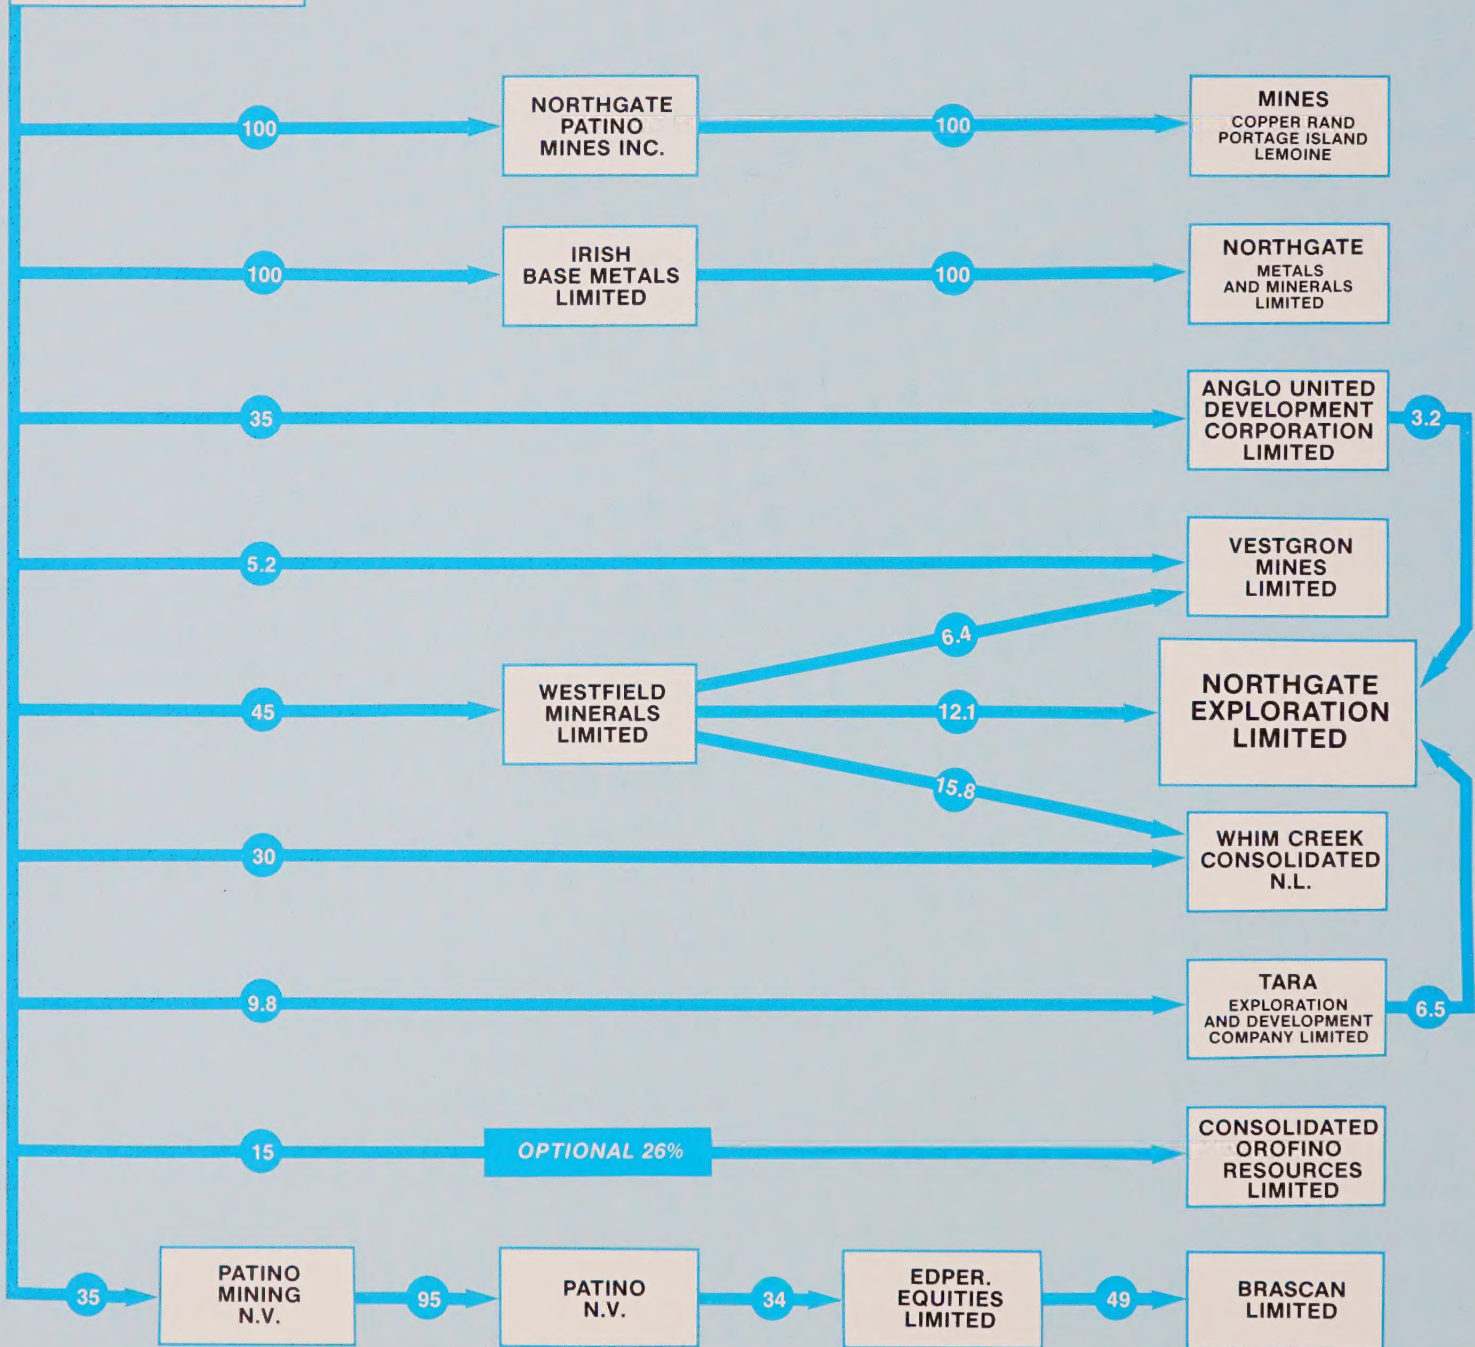 100
NORTHGATE
PATINO
MINES INC.
100
MINES
COPPER RAND
PORTAGE ISLAND
LEMOINE
100
IRISH
BASE METALS
LIMITED
100
NORTHGATE
METALS
AND MINERALS
LIMITED
35
ANGLO UNITED
DEVELOPMENT
CORPORATION
LIMITED
3.2
5.2
VESTGRON
MINES
LIMITED
6.4
45
WESTFIELD
MINERALS
LIMITED
12.1
NORTHGATE
EXPLORATION
LIMITED
15.8
30
WHIM CREEK
CONSOLIDATED
N.L.
9.8
TARA
EXPLORATION
AND DEVELOPMENT
COMPANY LIMITED
6.5
15
OPTIONAL 26%
CONSOLIDATED
OROFINO
RESOURCES
LIMITED
35
PATINO
MINING
N.V.
95
PATINO
N.V.
34
EDPER.
EQUITIES
LIMITED
49
BRASCAN
LIMITED